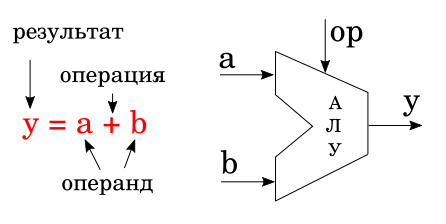 результат
операция
y = a + b
операнд
op
a
b
А
Л
У
y